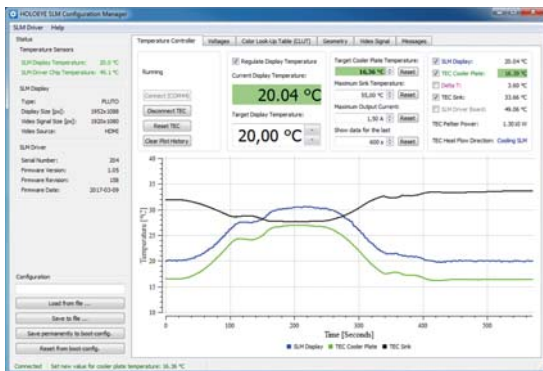 HOLOEYE SLM Configuration Manager
SLM Driver Help
Status
Temperature Sensors
SLM Display Temperature: 20.0 °C
SLM Driver Chip Temperature: 46.1 °C
SLM Display
Type: PLUTO
Display Size [px]: 1952x1088
Video Signal Size [px]: 1920x1080
Video Source: HDMI
SLM Driver
Serial Number: 204
Firmware Version: 1.05
Firmware Revision: 158
Firmware Date: 2017-03-09
Configuration
Load from file ...
Save to file ...
Save permanently to boot-config.
Reset from boot-config.
Temperature Controller Voltages Color Look-Up Table (CLUT) Geometry Video Signal Messages
Running
Disconnect TEC
Reset TEC
Clear Plot History
Regulate Display Temperature
Current Display Temperature:
20.04 °C
Target Display Temperature:
20,00 °C
Target Cooler Plate Temperature:
16,36 °C Reset
Maximum Sink Temperature:
55,00 °C Reset
Maximum Output Current:
1,50 A Reset
Show data for the last
600 s Reset
SLM Display: 20.04 °C
TEC Cooler Plate: 16.39 °C
Delta T: 3.60 °C
TEC Sink: 33.66 °C
SLM Driver Board: 46.06 °C
TEC Peltier Power: 1.3010 W
TEC Heat Flow Direction: Cooling SLM
Temperature [°C]
40
35
30
25
20
15
10
0 100 200 300 400 500
Time [Seconds]
SLM Display TEC Cooler Plate TEC Sink
Connected Set new value for cooler plate temperature: 16.36 °C